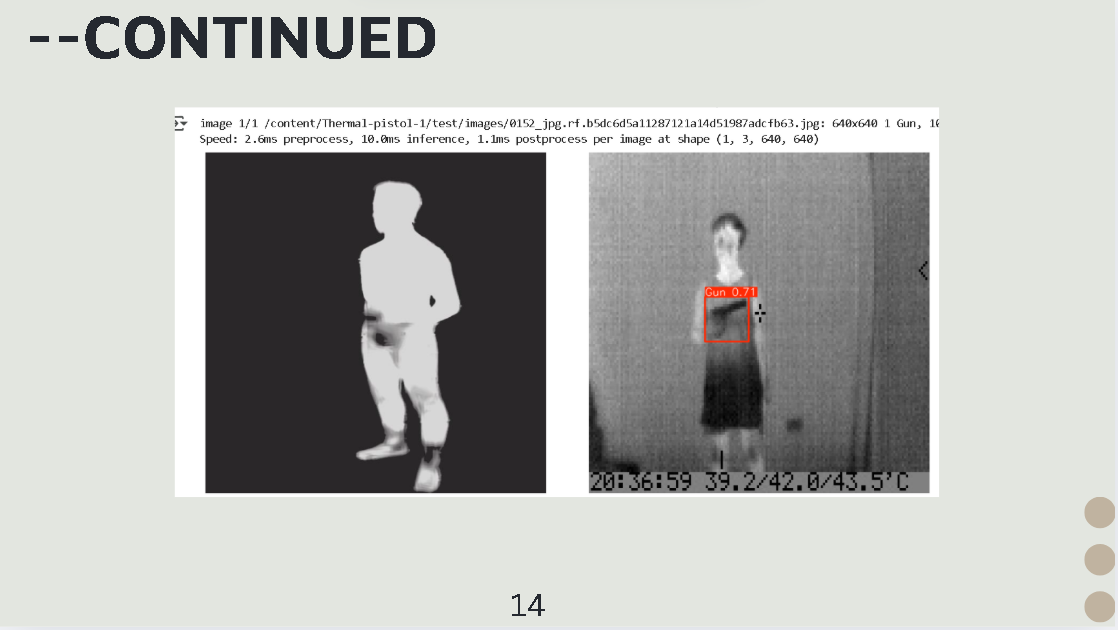 --CONTINUED
image 1/1 /content/Thermal-pistol-1/test/images/0152_jpg.rf.b5dc6d5a11287121a14d51987adcfb63.jpg: 640x640 1 Gun, 10
Speed: 2.6ms preprocess, 10.0ms inference, 1.1ms postprocess per image at shape (1, 3, 640, 640)
Gun 0.71
20:36:59 39.2/42.0/43.5'C
14